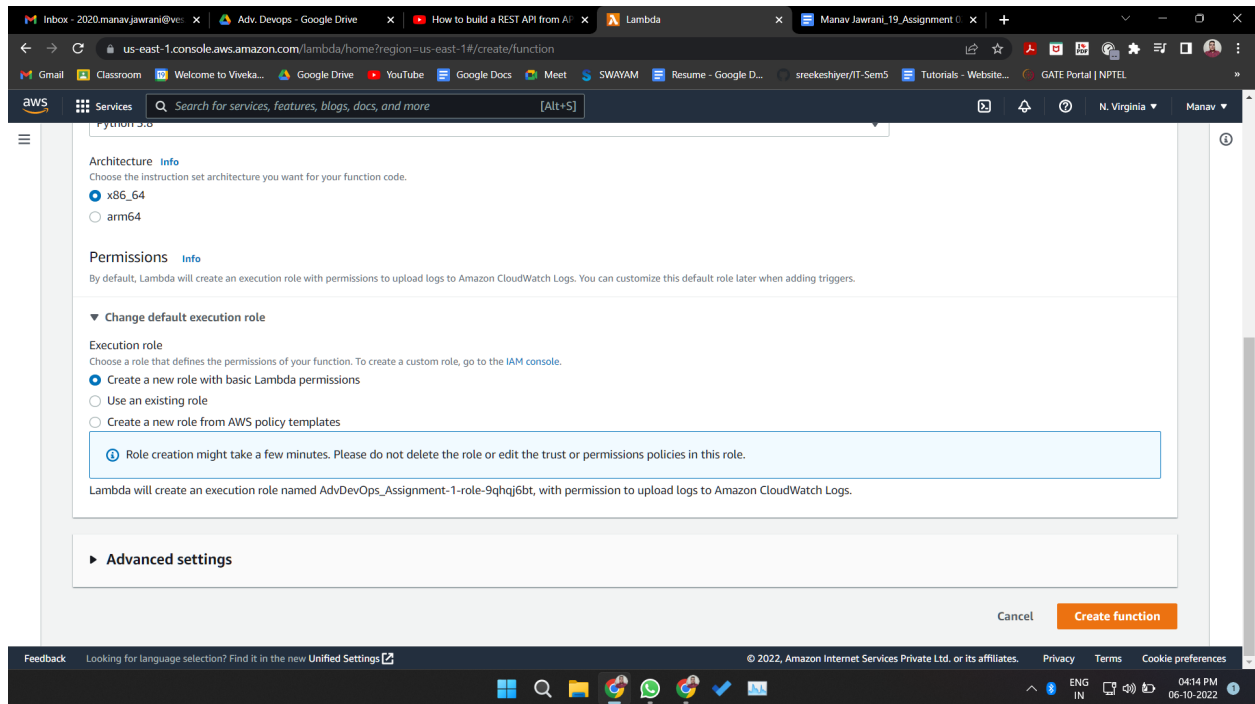 Inbox - 2020.manav.jawrani@ves
Adv. Devops - Google Drive
How to build a REST API from AP
Lambda
Manav Jawrani_19_Assignment 0
us-east-1.console.aws.amazon.com/lambda/home?region=us-east-1#/create/function
Gmail Classroom Welcome to Viveka... Google Drive YouTube Google Docs Meet SWAYAM Resume - Google D... sreekeshiyer/IT-Sem5 Tutorials - Website... GATE Portal | NPTEL »
aws Services Search for services, features, blogs, docs, and more [Alt+S] N. Virginia ▼ Manav ▼
Python 3.8
Architecture Info
Choose the instruction set architecture you want for your function code.
x86_64
arm64
Permissions Info
By default, Lambda will create an execution role with permissions to upload logs to Amazon CloudWatch Logs. You can customize this default role later when adding triggers.
▼ Change default execution role
Execution role
Choose a role that defines the permissions of your function. To create a custom role, go to the IAM console.
Create a new role with basic Lambda permissions
Use an existing role
Create a new role from AWS policy templates
Role creation might take a few minutes. Please do not delete the role or edit the trust or permissions policies in this role.
Lambda will create an execution role named AdvDevOps_Assignment-1-role-9qhqj6bt, with permission to upload logs to Amazon CloudWatch Logs.
▶ Advanced settings
Cancel Create function
Feedback Looking for language selection? Find it in the new Unified Settings © 2022, Amazon Internet Services Private Ltd. or its affiliates. Privacy Terms Cookie preferences
ENG 04:14 PM
IN 06-10-2022 1